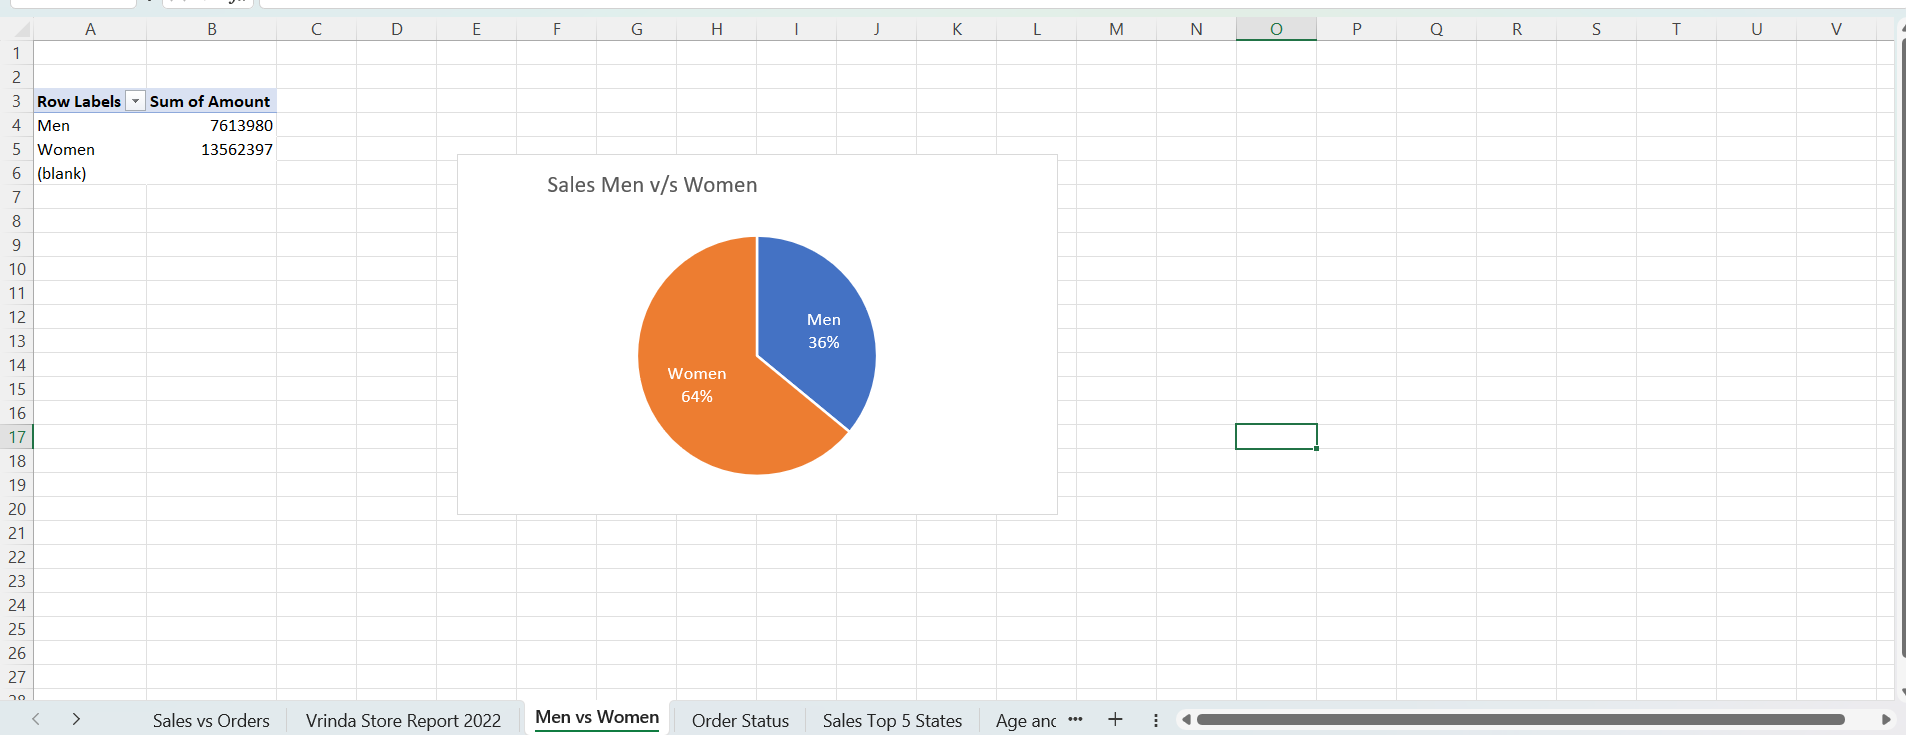 A B C D E F G H I J K L M N O P Q R S T U V
1
2
3 Row Labels Sum of Amount
4 Men 7613980
5 Women 13562397
6 (blank)
7
Sales Men v/s Women
8
9
10
11
12
13
14
15
16
17
18
19
20
21
22
23
24
25
26
27
28
Men
36%
Women
64%
Sales vs Orders Vrinda Store Report 2022 Men vs Women Order Status Sales Top 5 States Age and ••• +